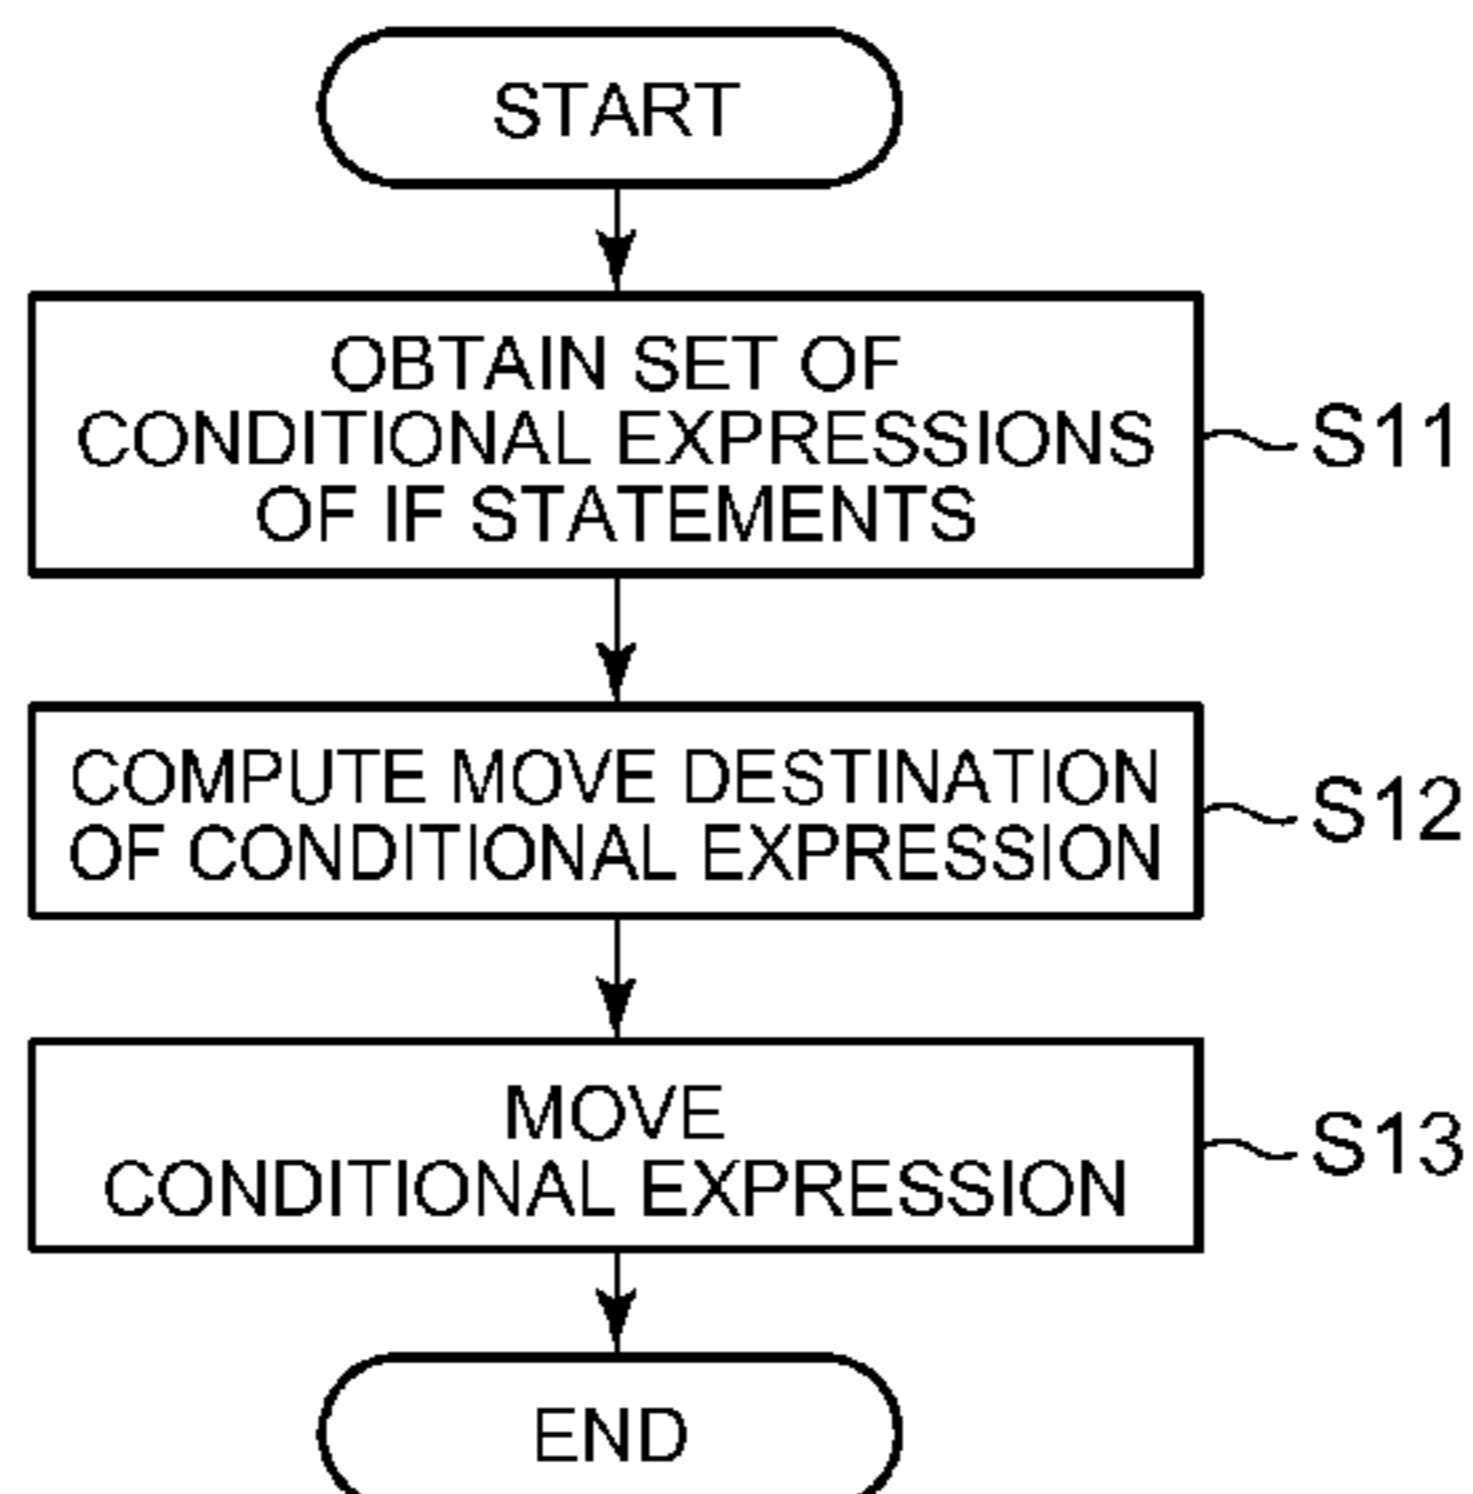 START
OBTAIN SET OF
CONDITIONAL EXPRESSIONS
OF IF STATEMENTS
S11
COMPUTE MOVE DESTINATION
OF CONDITIONAL EXPRESSION
S12
MOVE
CONDITIONAL EXPRESSION
S13
END